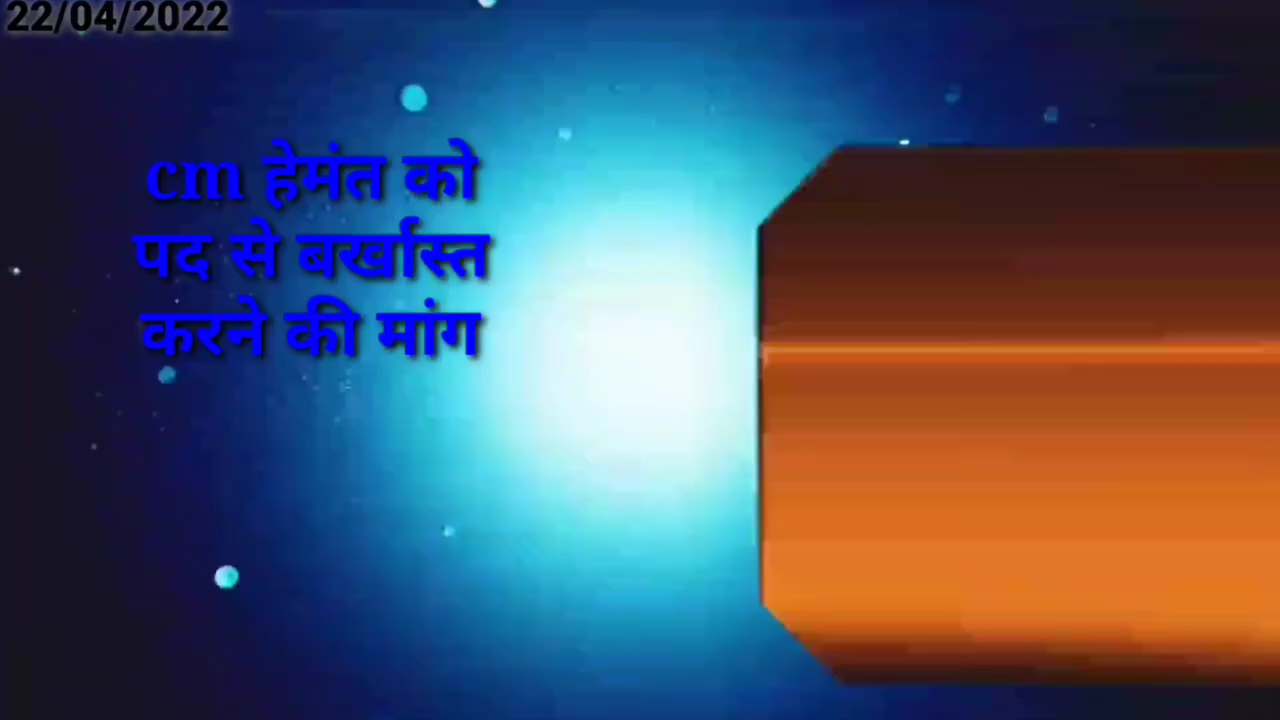 22/04/2022
cm हेमंत को
पद से बर्खास्त
करने की मांग